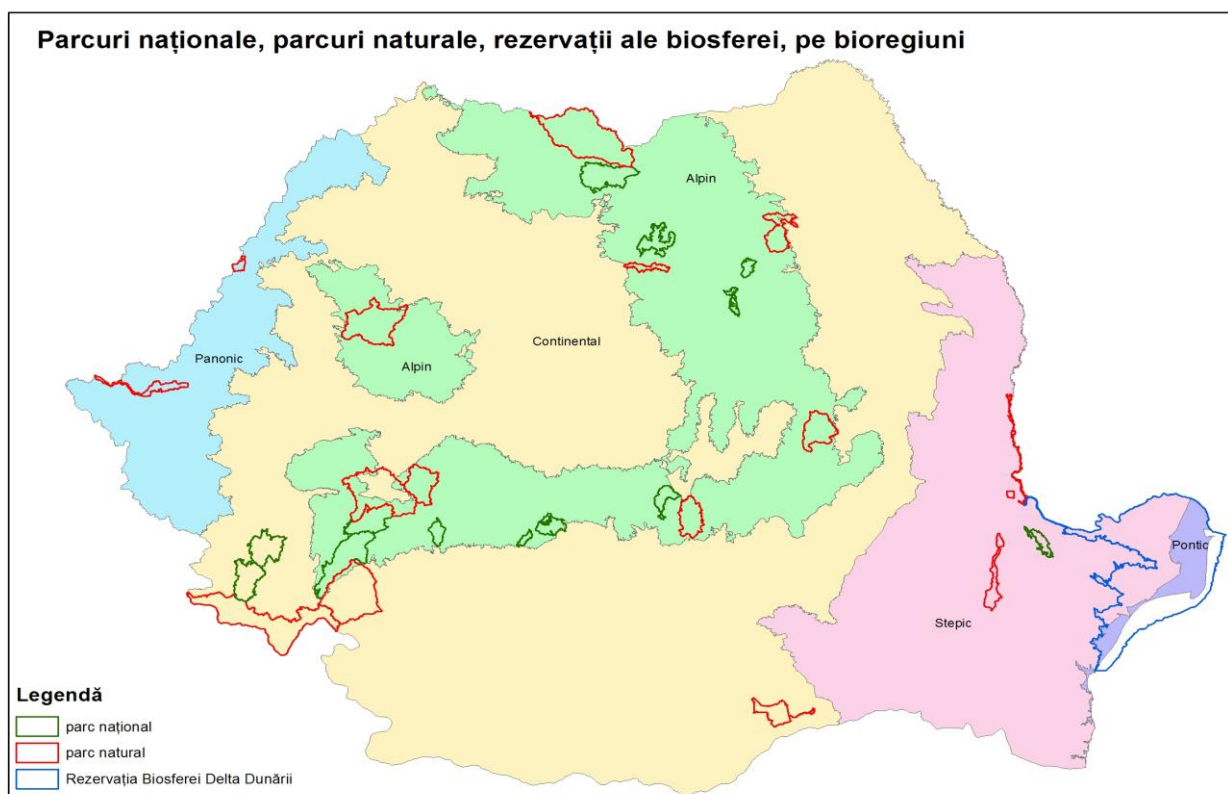 Parcuri naționale, parcuri naturale, rezervații ale biosferei, pe bioregiuni
Alpin
Continental
Panonic
Alpin
Pontic
Stepic
Legendă
parc național
parc natural
Rezervația Biosferei Delta Dunării